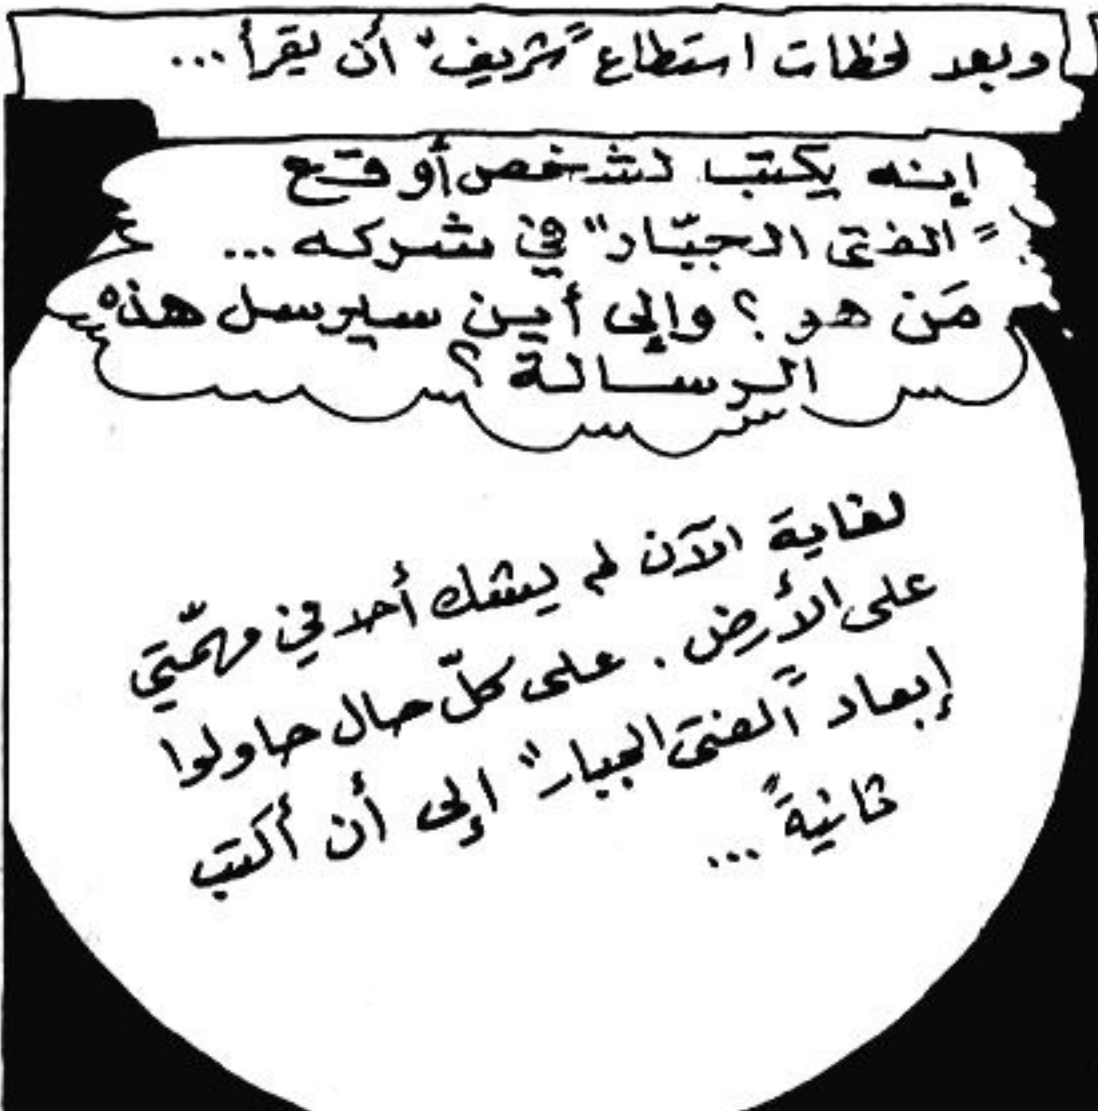 وبعد لحظات استطاع "شريف" أن يقرأ...
إنه يكتب لشخص أوقع
"الفتى الجبّار" في شركه...
مَن هو؟ وإلى أين سيرسل هذه
الرسالة؟
لغاية الآن لم يشك أحد في مهمّتي
على الأرض. على كلّ حال حاولوا
إبعاد "الفتى الجبار" إلى أن أكتب
ثانيةً...